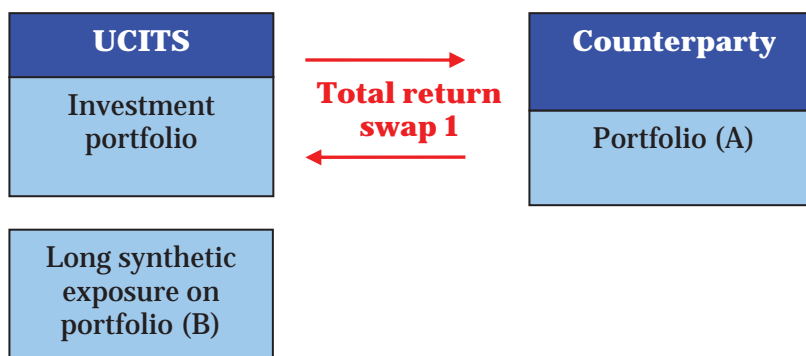 UCITS
Investment
portfolio
Total return
swap 1
Counterparty
Portfolio (A)
Long synthetic
exposure on
portfolio (B)